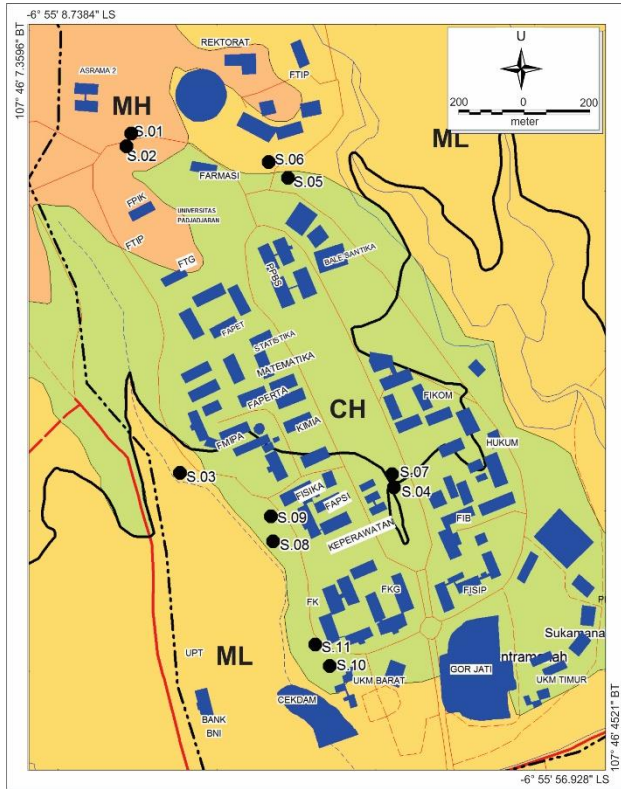 -6° 55' 8.7384" LS
107° 46' 7.3596" BT
REKTORAT
FTIP
U
200
0
200
meter
ASRAMA 2
MH
ML
S.01
S.02
S.06
S.05
FARMASI
FPIK
UNIVERSITAS
PADJADJARAN
FTIP
FTG
BALE SANTIKA
PPBS
FAPET
STATISTIKA
MATEMATIKA
FAPERTA
CH
KIMIA
FIKOM
FMIPA
HUKUM
S.03
S.07
S.04
FISIKA
FAPSI
S.09
FIB
KEPERAWATAN
S.08
FK
FKG
FISIP
S.11
S.10
UPT
ML
UKM BARAT
GOR JATI
Sukamana
UKM TIMUR
CEKDAM
BANK
BNI
107° 46' 46.4521" BT
-6° 55' 56.928" LS